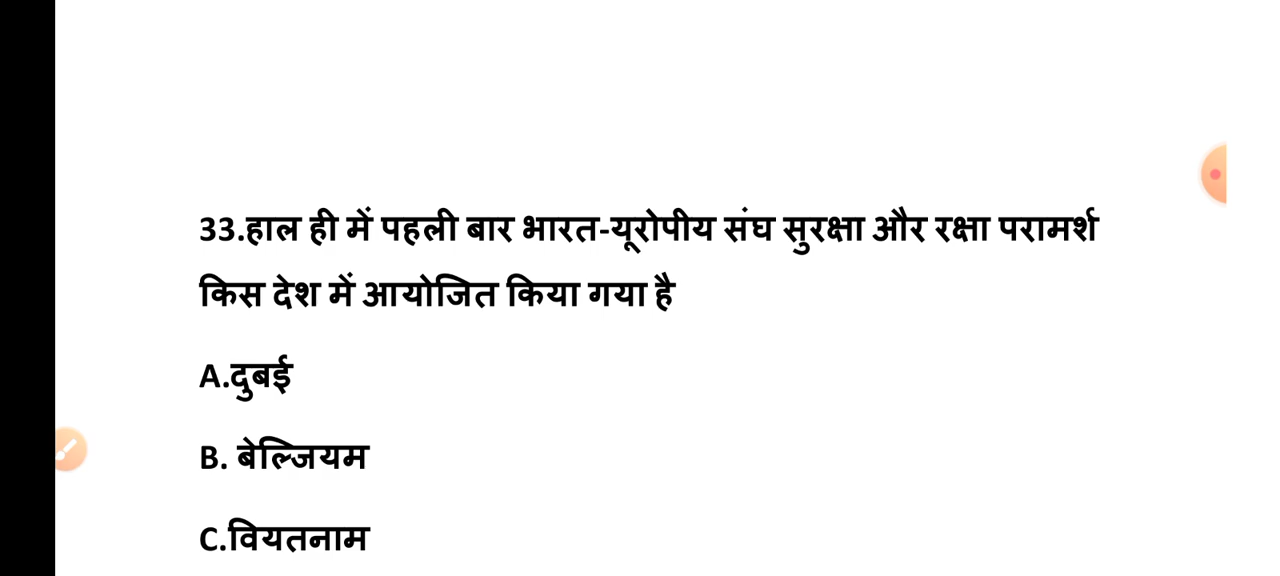 33.हाल ही में पहली बार भारत-यूरोपीय संघ सुरक्षा और रक्षा परामर्श
किस देश में आयोजित किया गया है
A.दुबई
B. बेल्जियम
C.वियतनाम